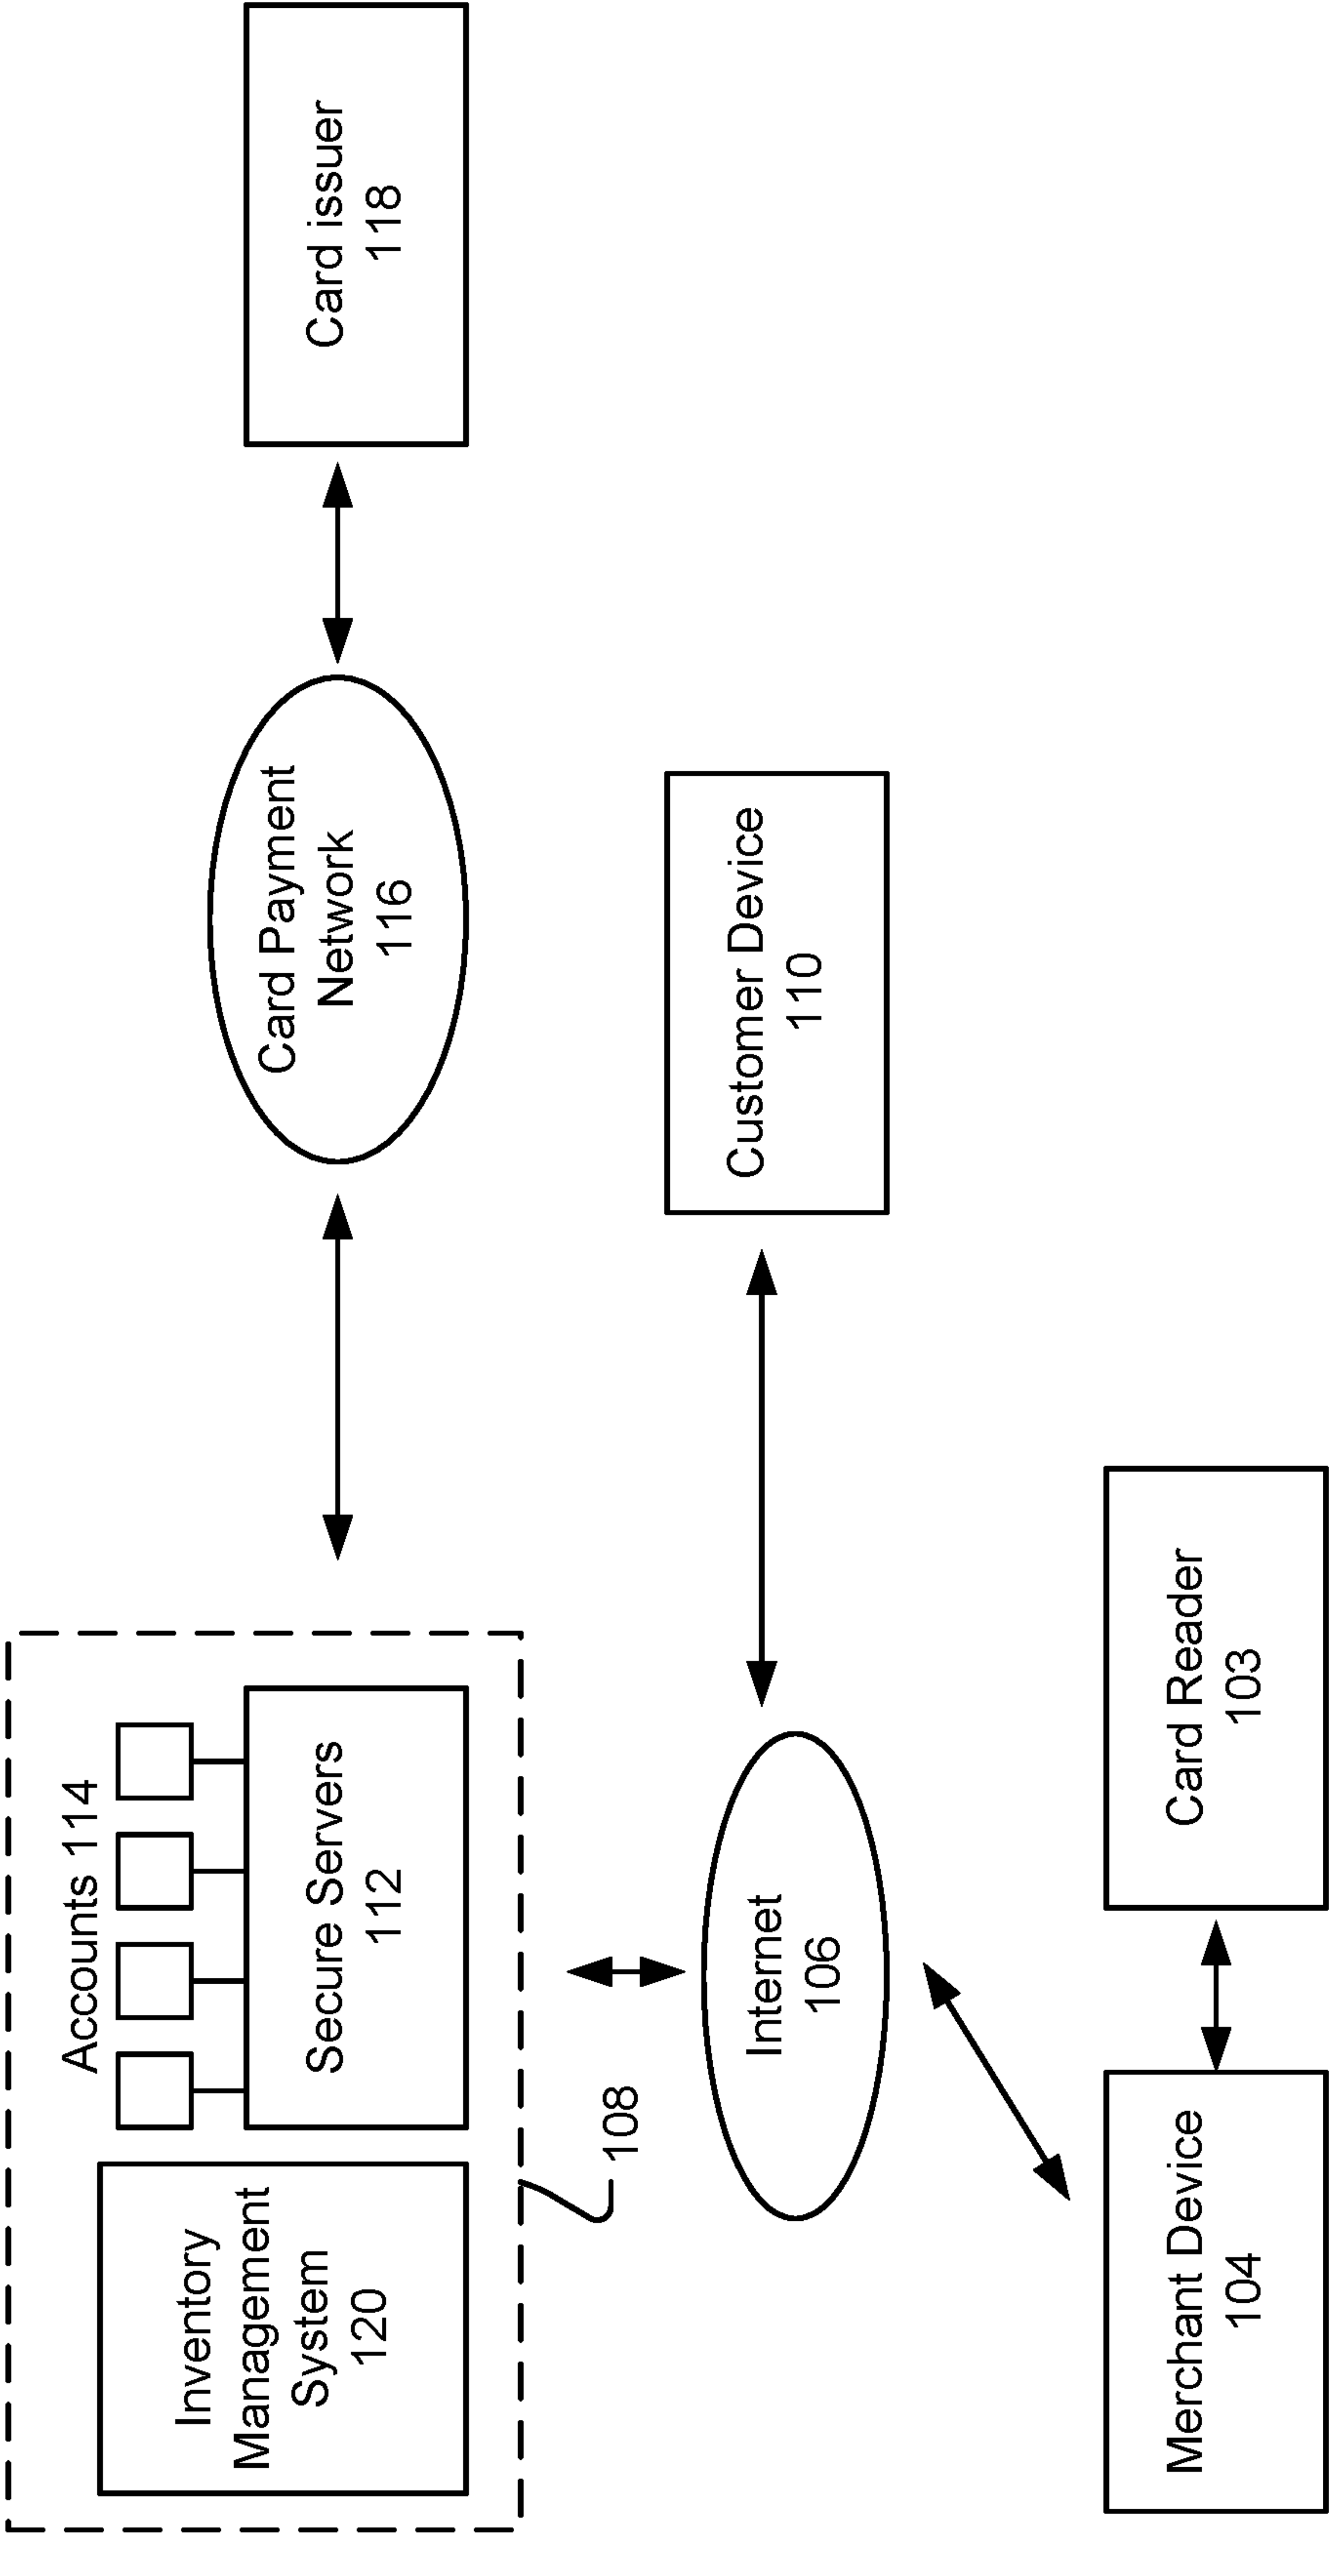 Accounts 114
Inventory
Management
System
120
Secure Servers
112
Card Payment
Network
116
Card issuer
118
108
Internet
106
Customer Device
110
Merchant Device
104
Card Reader
103